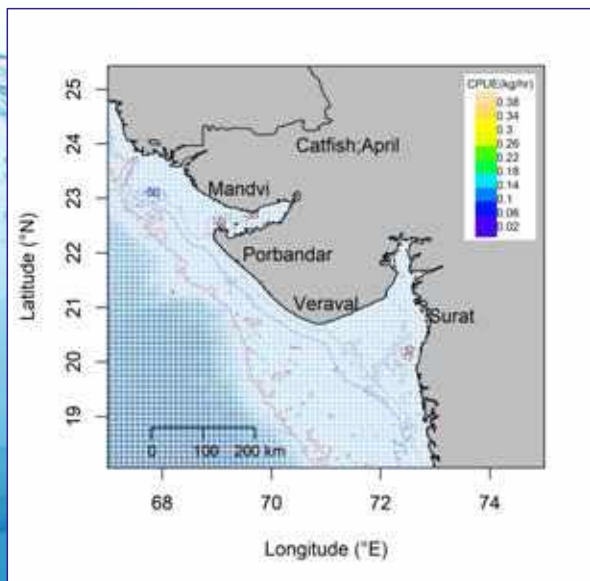 CPUE(kg/hr)
0.38
0.34
0.3
0.26
0.22
0.18
0.14
0.1
0.06
0.02
Catfish;April
Mandvi
Porbandar
Veraval
Surat
Latitude (°N)
25
24
23
22
21
20
19
0 100 200 km
68 70 72 74
Longitude (°E)